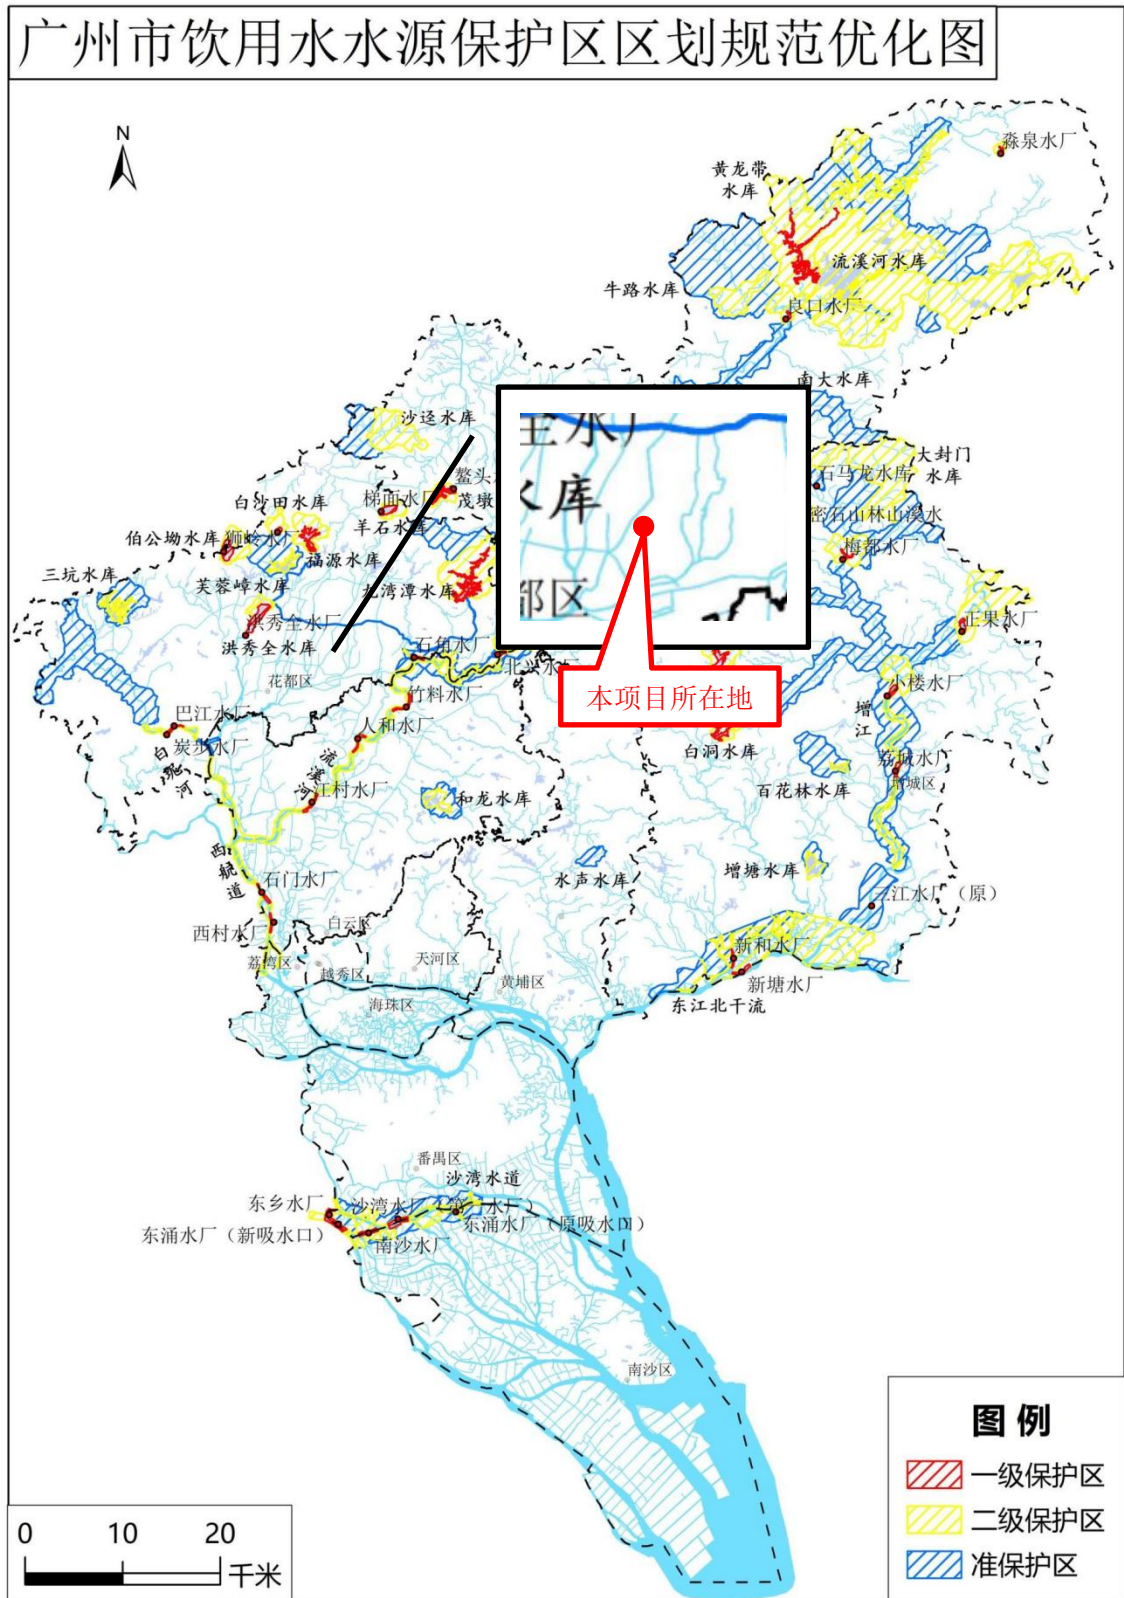 广州市饮用水水源保护区区划规范优化图
N
淼泉水厂
黄龙带
水库
流溪河水库
牛路水库
良口水厂
南大水库
沙迳水库
大封门
水库
石马龙水库
鳌头
梯面水厂
茂墩
白沙田水库
羊石水库
密石山林山溪水
伯公坳水库
狮岭水厂
梅都水厂
福源水库
三坑水库
芙蓉嶂水库
九湾潭水库
水库
都区
洪秀全水厂
正果水厂
洪秀全水库
石角水厂
北兴水厂
花都区
小楼水厂
本项目所在地
竹料水厂
巴江水厂
增江
人和水厂
炭步水厂
白坭河
流溪河
白洞水库
荔城水厂
增城区
江村水厂
和龙水库
百花林水库
西航道
水声水库
增塘水库
石门水厂
三江水厂（原）
西村水厂
白云区
新和水厂
荔湾区
越秀区
天河区
黄埔区
新塘水厂
海珠区
东江北干流
番禺区
沙湾水道
东乡水厂
沙湾水厂
东涌水厂（新吸水口）
东涌水厂（原吸水口）
南沙水厂
南沙区
图例
一级保护区
二级保护区
准保护区
0 10 20
千米